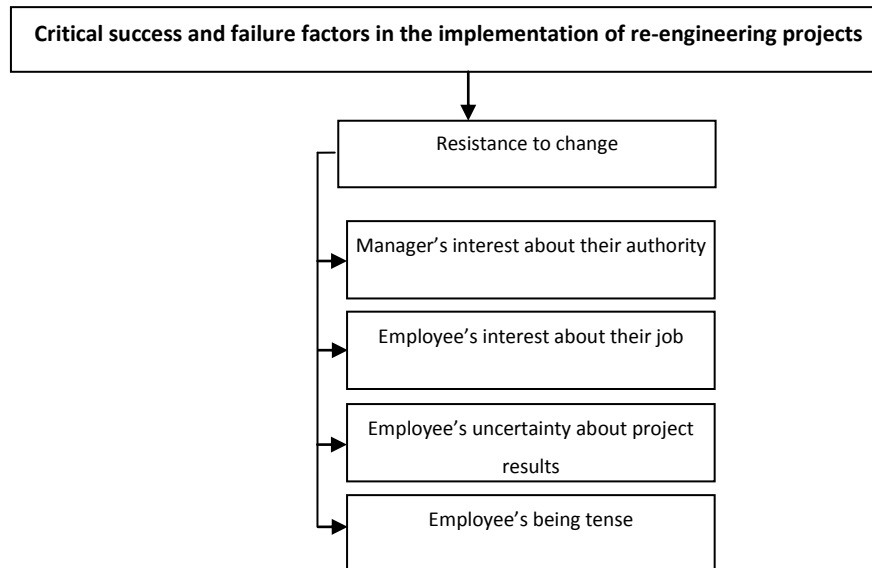 Critical success and failure factors in the implementation of re-engineering projects
Resistance to change
Manager’s interest about their authority
Employee’s interest about their job
Employee’s uncertainty about project
results
Employee’s being tense